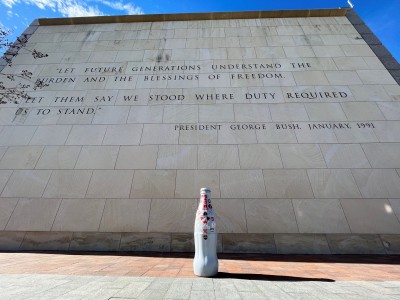 "LET FUTURE GENERATIONS UNDERSTAND THE
BURDEN AND THE BLESSINGS OF FREEDOM.
LET THEM SAY WE STOOD WHERE DUTY REQUIRED
US TO STAND."
PRESIDENT GEORGE BUSH, JANUARY, 1991